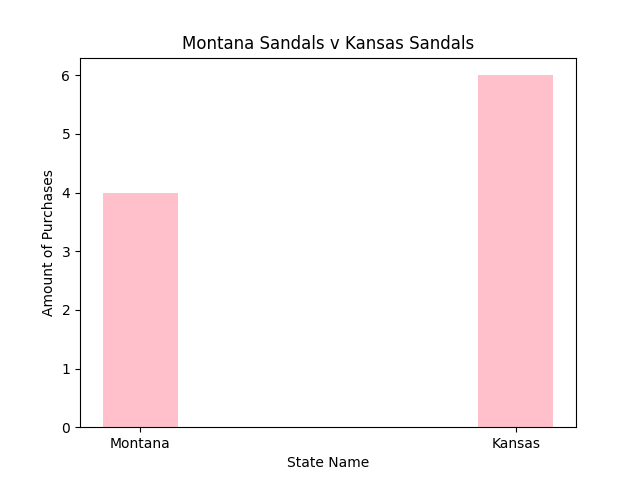 Montana Sandals v Kansas Sandals
Amount of Purchases
6
5
4
3
2
1
0
Montana Kansas
State Name